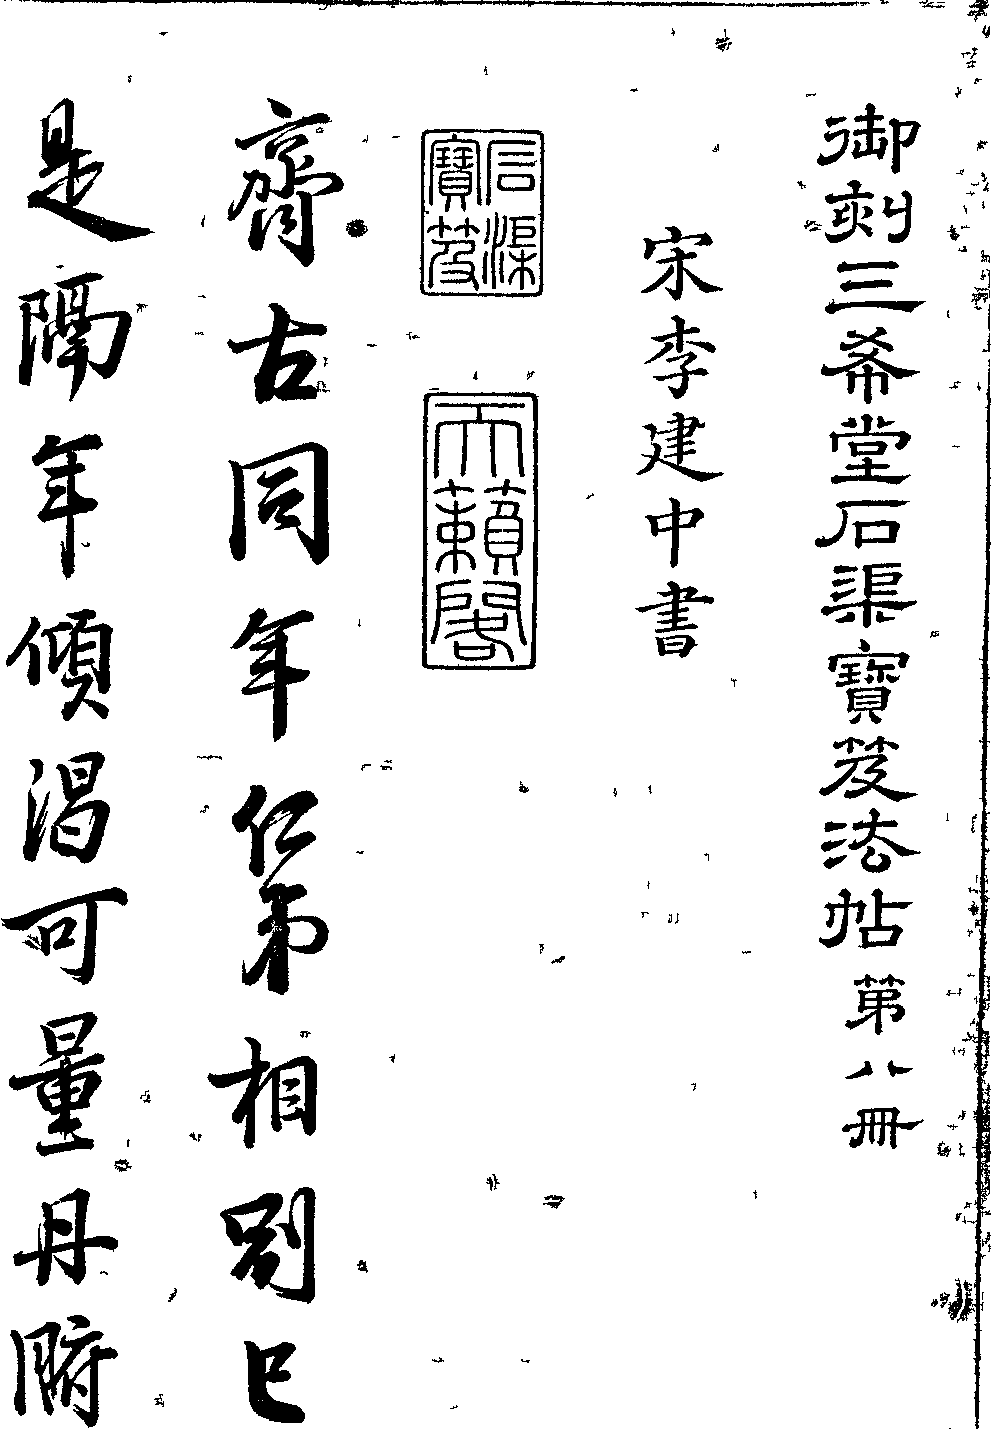 御刻三希堂石渠寶笈法帖第八冊
宋李建中書
石渠寶笈
天籟閣
齊古同年仁弟相別已
是隔年傾渴可量丹腑